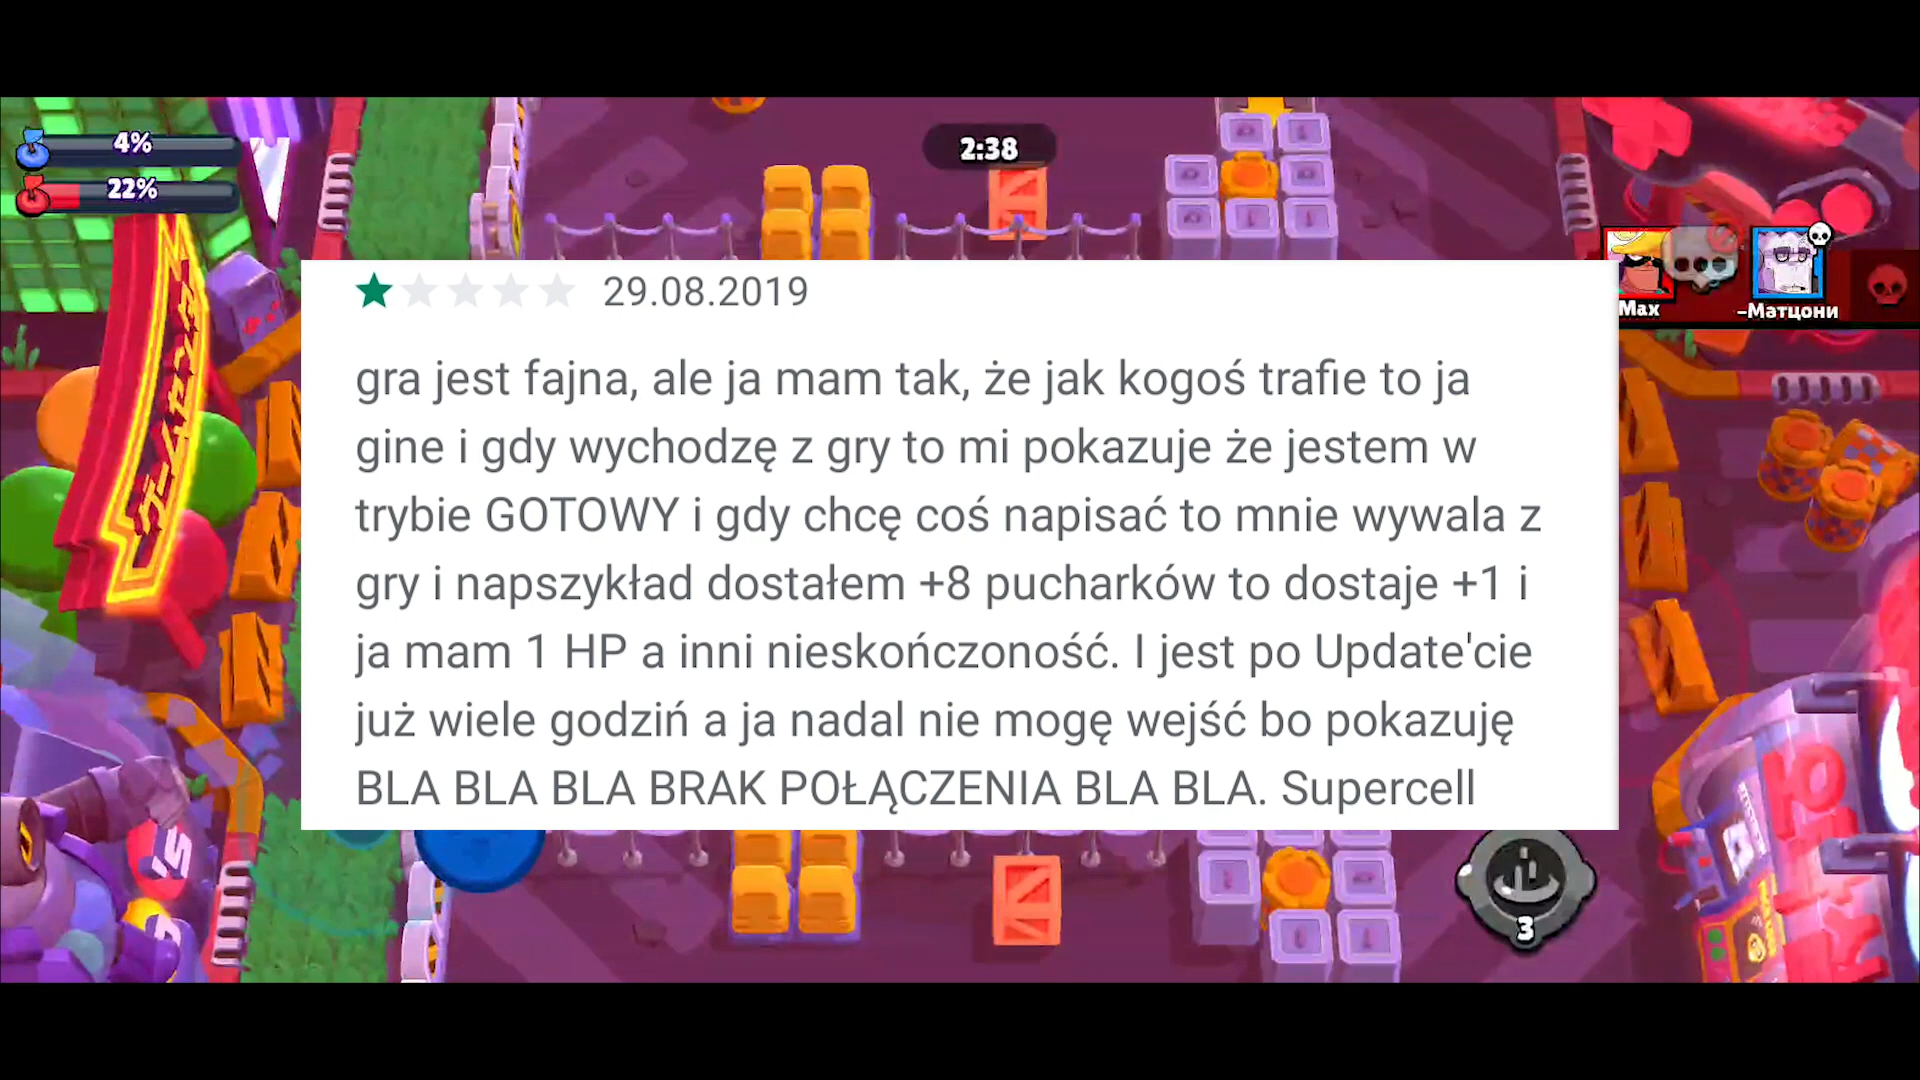 4%
2:38
22%
Max
-Матцони
29.08.2019
gra jest fajna, ale ja mam tak, że jak kogoś trafie to ja
gine i gdy wychodzę z gry to mi pokazuje że jestem w
trybie GOTOWY i gdy chcę coś napisać to mnie wywala z
gry i napszykład dostałem +8 pucharków to dostaje +1 i
ja mam 1 HP a inni nieskończoność. I jest po Update'cie
już wiele godziń a ja nadal nie mogę wejść bo pokazuję
BLA BLA BLA BRAK POŁĄCZENIA BLA BLA. Supercell
3